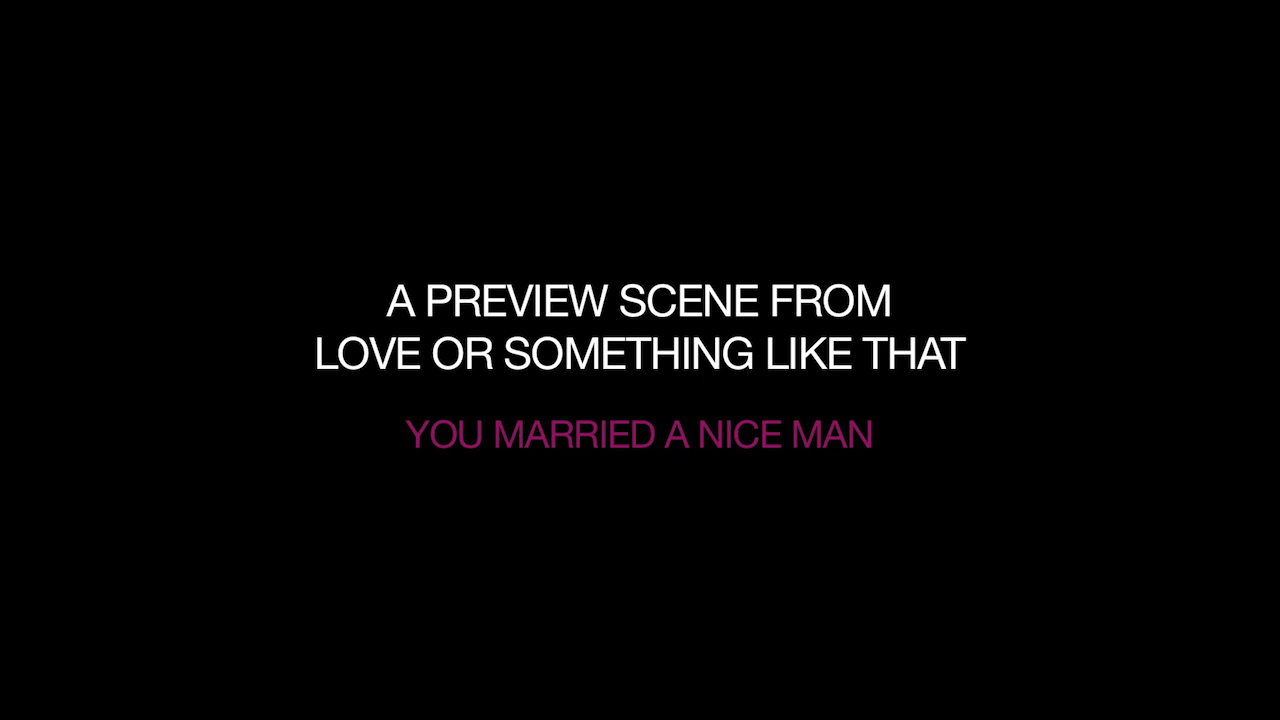 A PREVIEW SCENE FROM
LOVE OR SOMETHING LIKE THAT
YOU MARRIED A NICE MAN